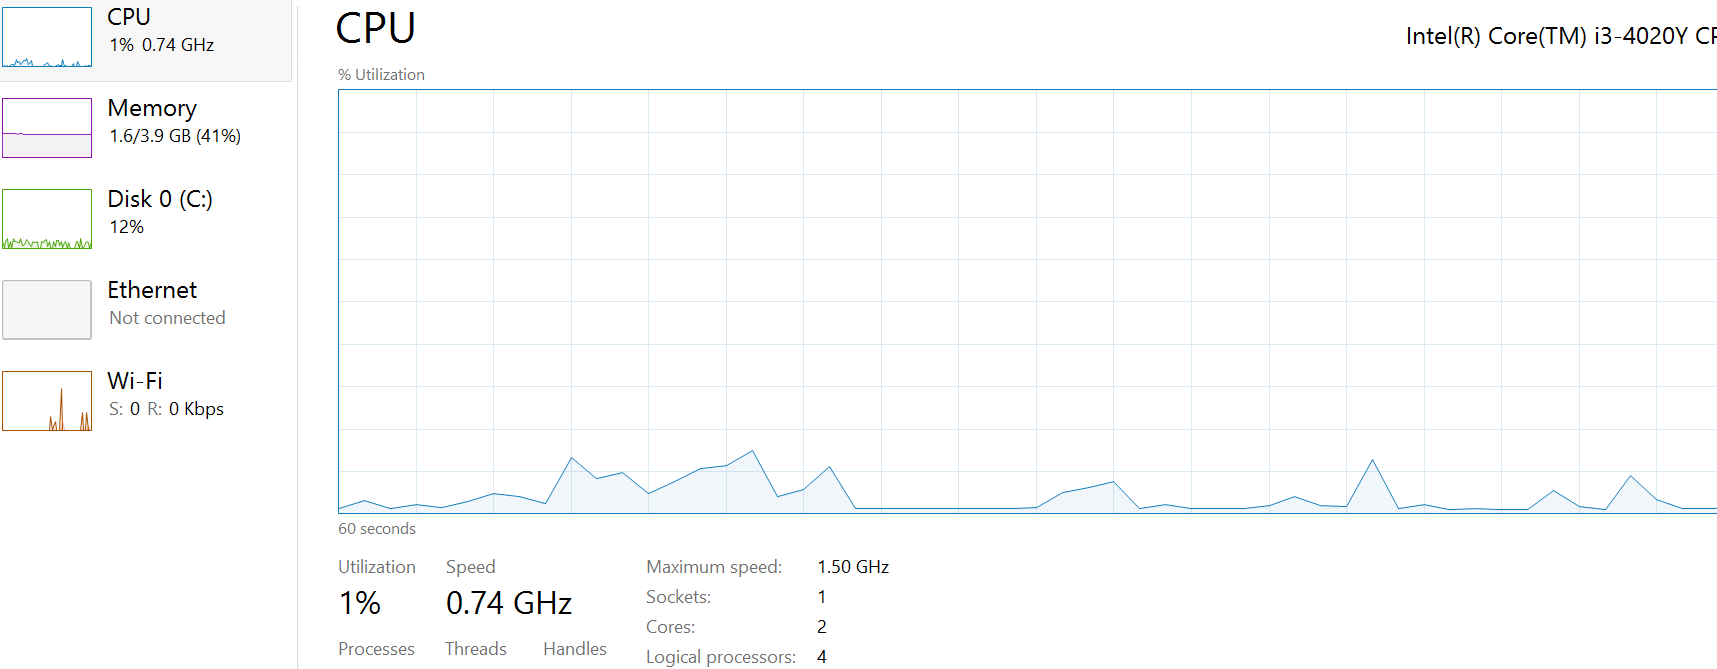 CPU
1% 0.74 GHz
Memory
1.6/3.9 GB (41%)
Disk 0 (C:)
12%
Ethernet
Not connected
Wi-Fi
S: 0 R: 0 Kbps
CPU
Intel(R) Core(TM) i3-4020Y CP
% Utilization
60 seconds
Utilization Speed
1% 0.74 GHz
Processes Threads Handles
Maximum speed: 1.50 GHz
Sockets: 1
Cores: 2
Logical processors: 4